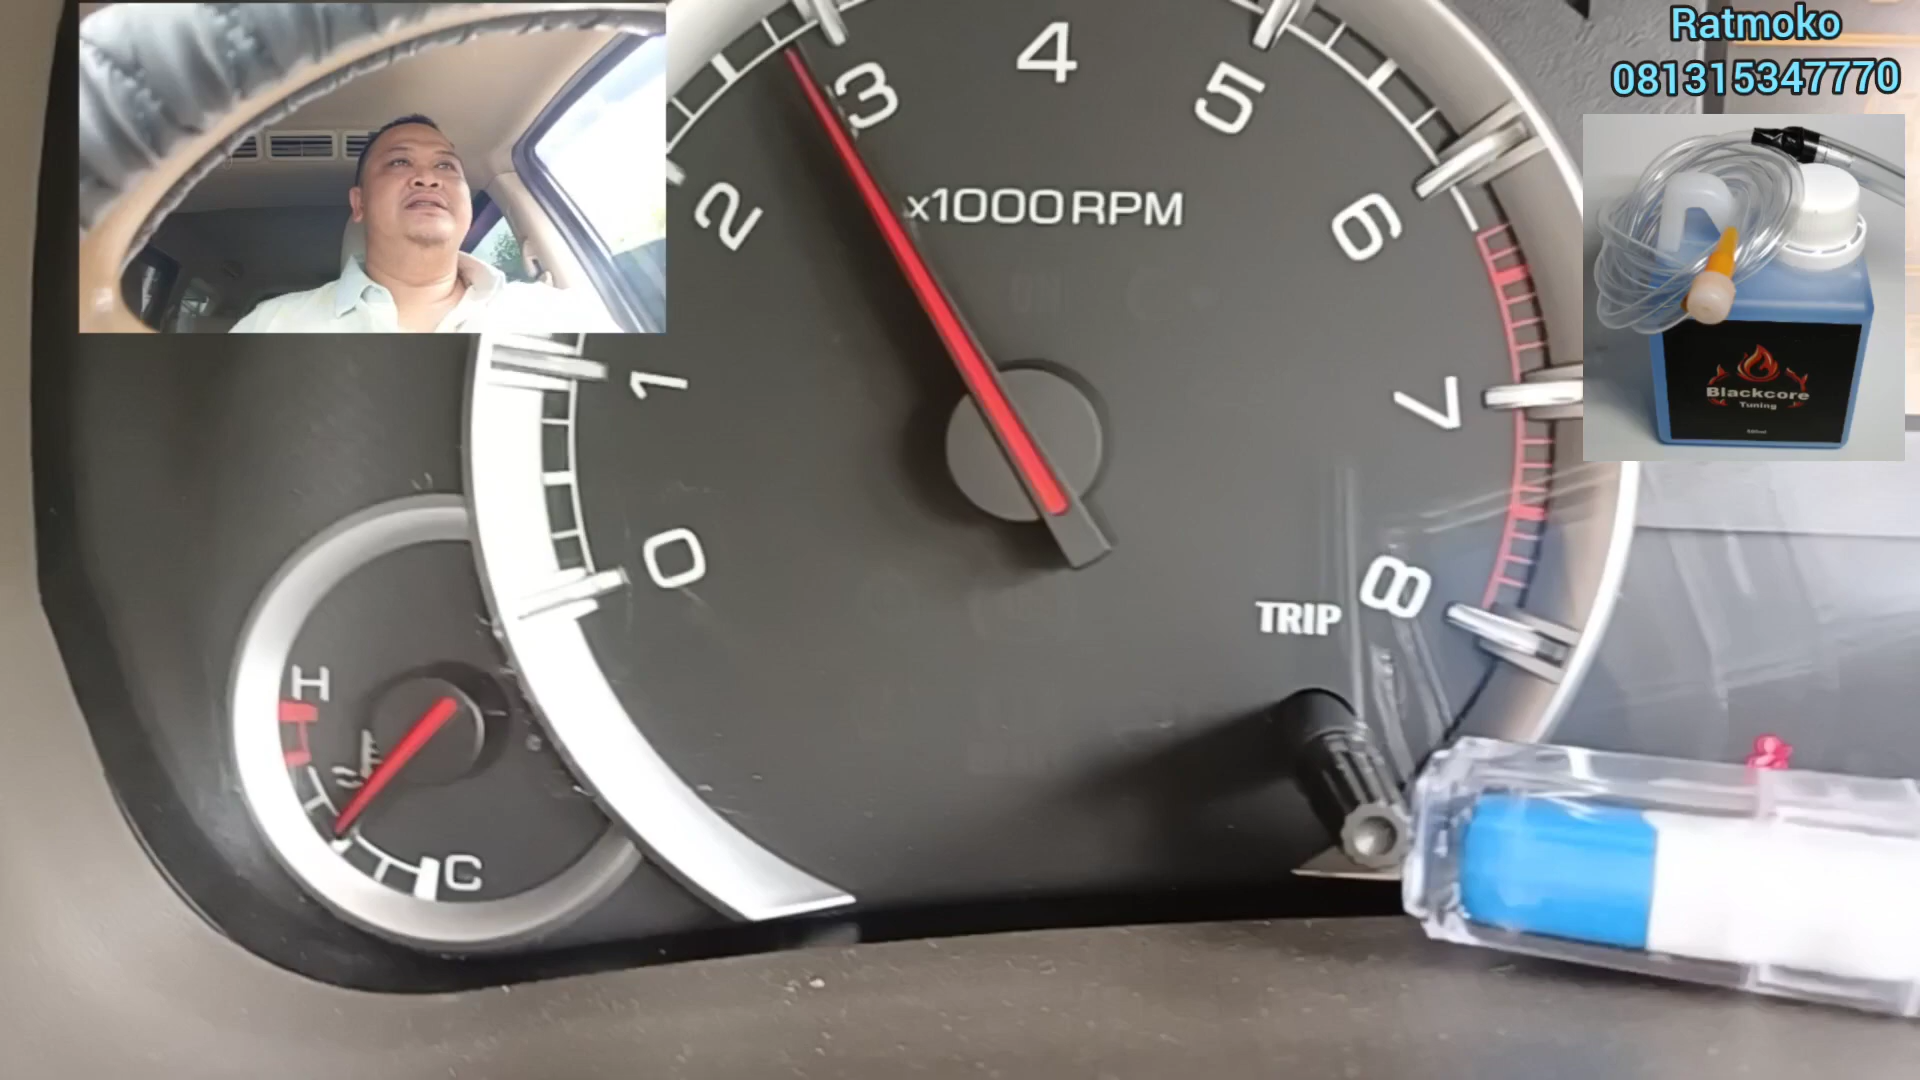 Ratmoko
081315347770
4
3
5
x1000RPM
2
6
Blackcore
Tuning
1
7
0
8
TRIP
H
C